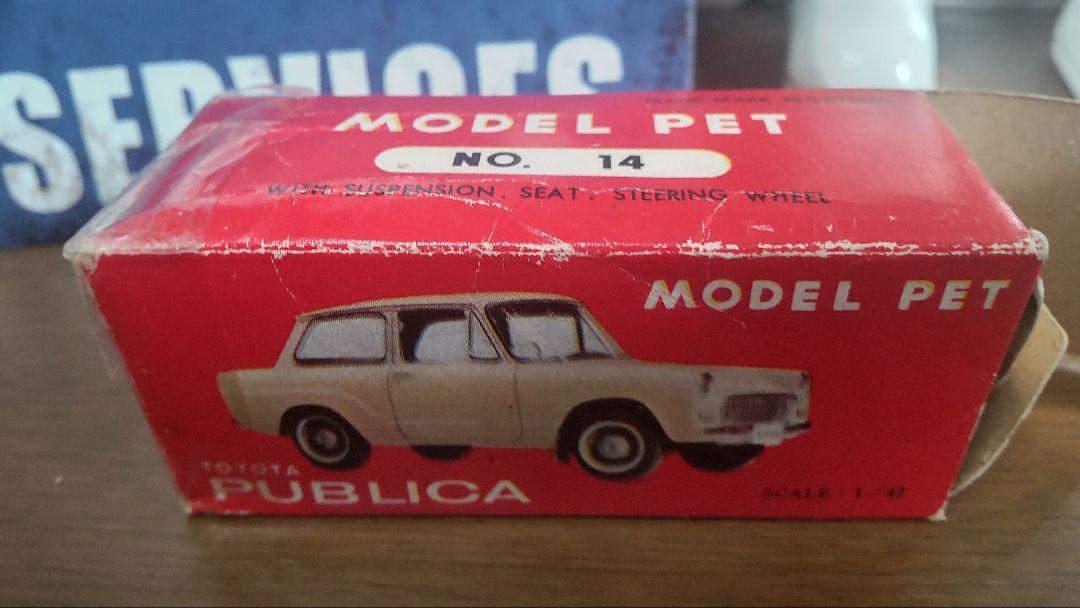 SERVICES
TRADE MARK REGISTERED
MODEL PET
NO. 14
WITH SUSPENSION. SEAT. STEERING WHEEL
MODEL PET
TOYOTA
PUBLICA
SCALE : 1/42